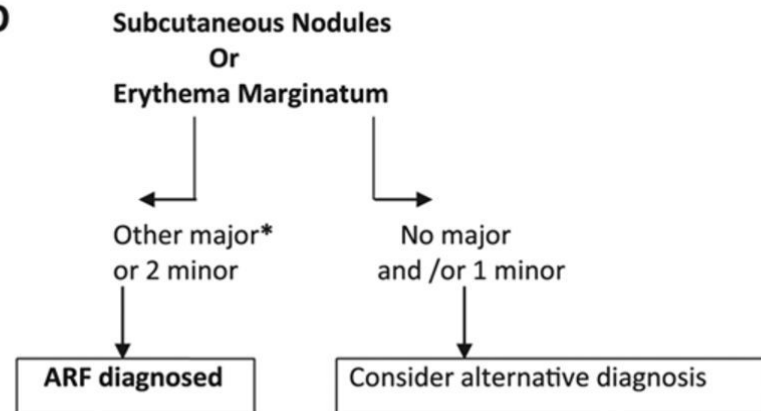 D
Subcutaneous Nodules
Or
Erythema Marginatum
Other major*
or 2 minor
No major
and /or 1 minor
ARF diagnosed
Consider alternative diagnosis